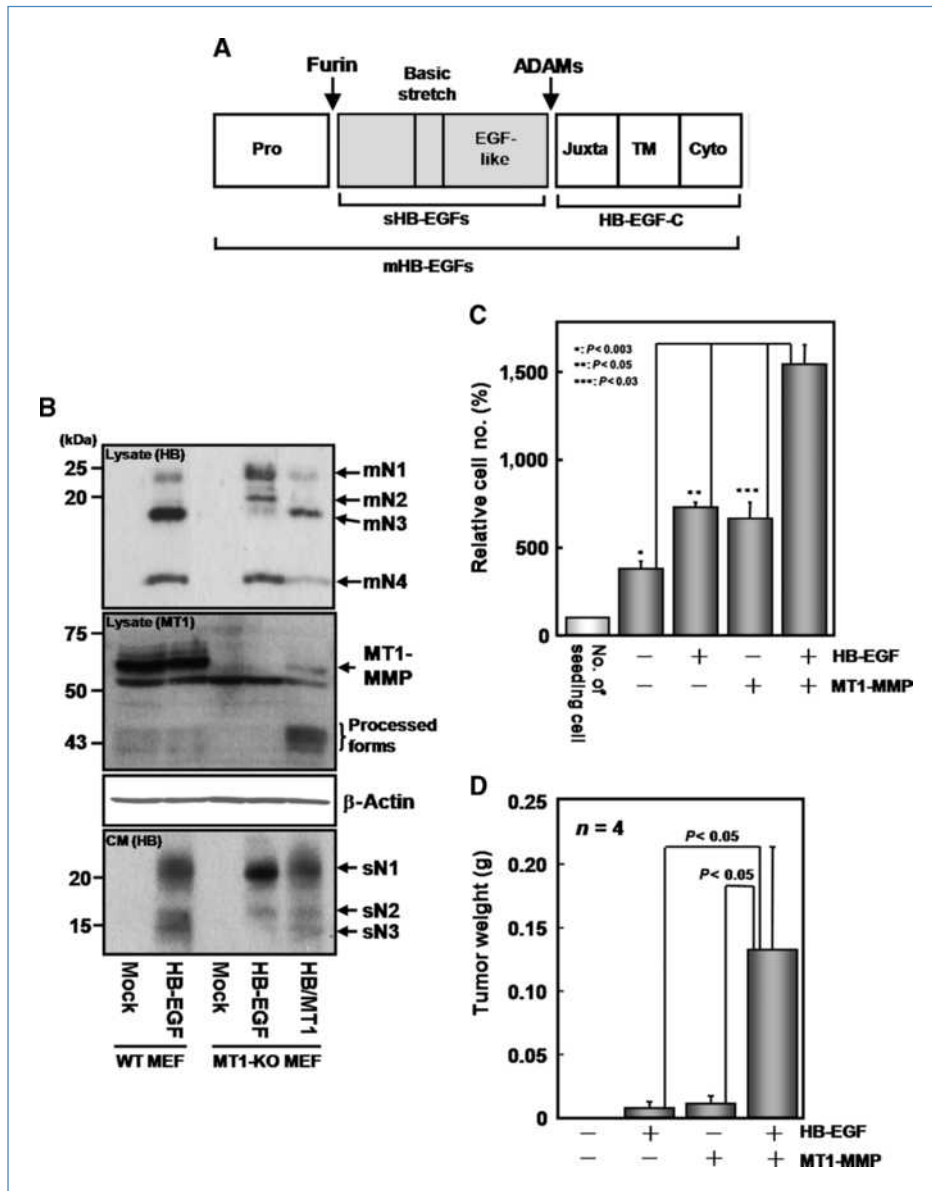 A
Furin
ADAMs
Basic
stretch
Pro
EGF-
like
Juxta
TM
Cyto
sHB-EGFs
HB-EGF-C
mHB-EGFs
B
(kDa)
Lysate (HB)
25
20
mN1
mN2
mN3
mN4
Lysate (MT1)
75
50
43
MT1-
MMP
Processed
forms
β-Actin
CM (HB)
20
15
sN1
sN2
sN3
Mock
HB-EGF
Mock
HB-EGF
HB/MT1
WT MEF
MT1-KO MEF
C
Relative cell no. (%)
1,500
1,000
500
0
*: P< 0.003
**: P< 0.05
***: P< 0.03
*
**
***
No. of
seeding cell
− + − + HB-EGF
− − + + MT1-MMP
D
Tumor weight (g)
0.25
0.20
0.15
0.10
0.05
0
n = 4
P< 0.05
P< 0.05
− + − + HB-EGF
− − + + MT1-MMP